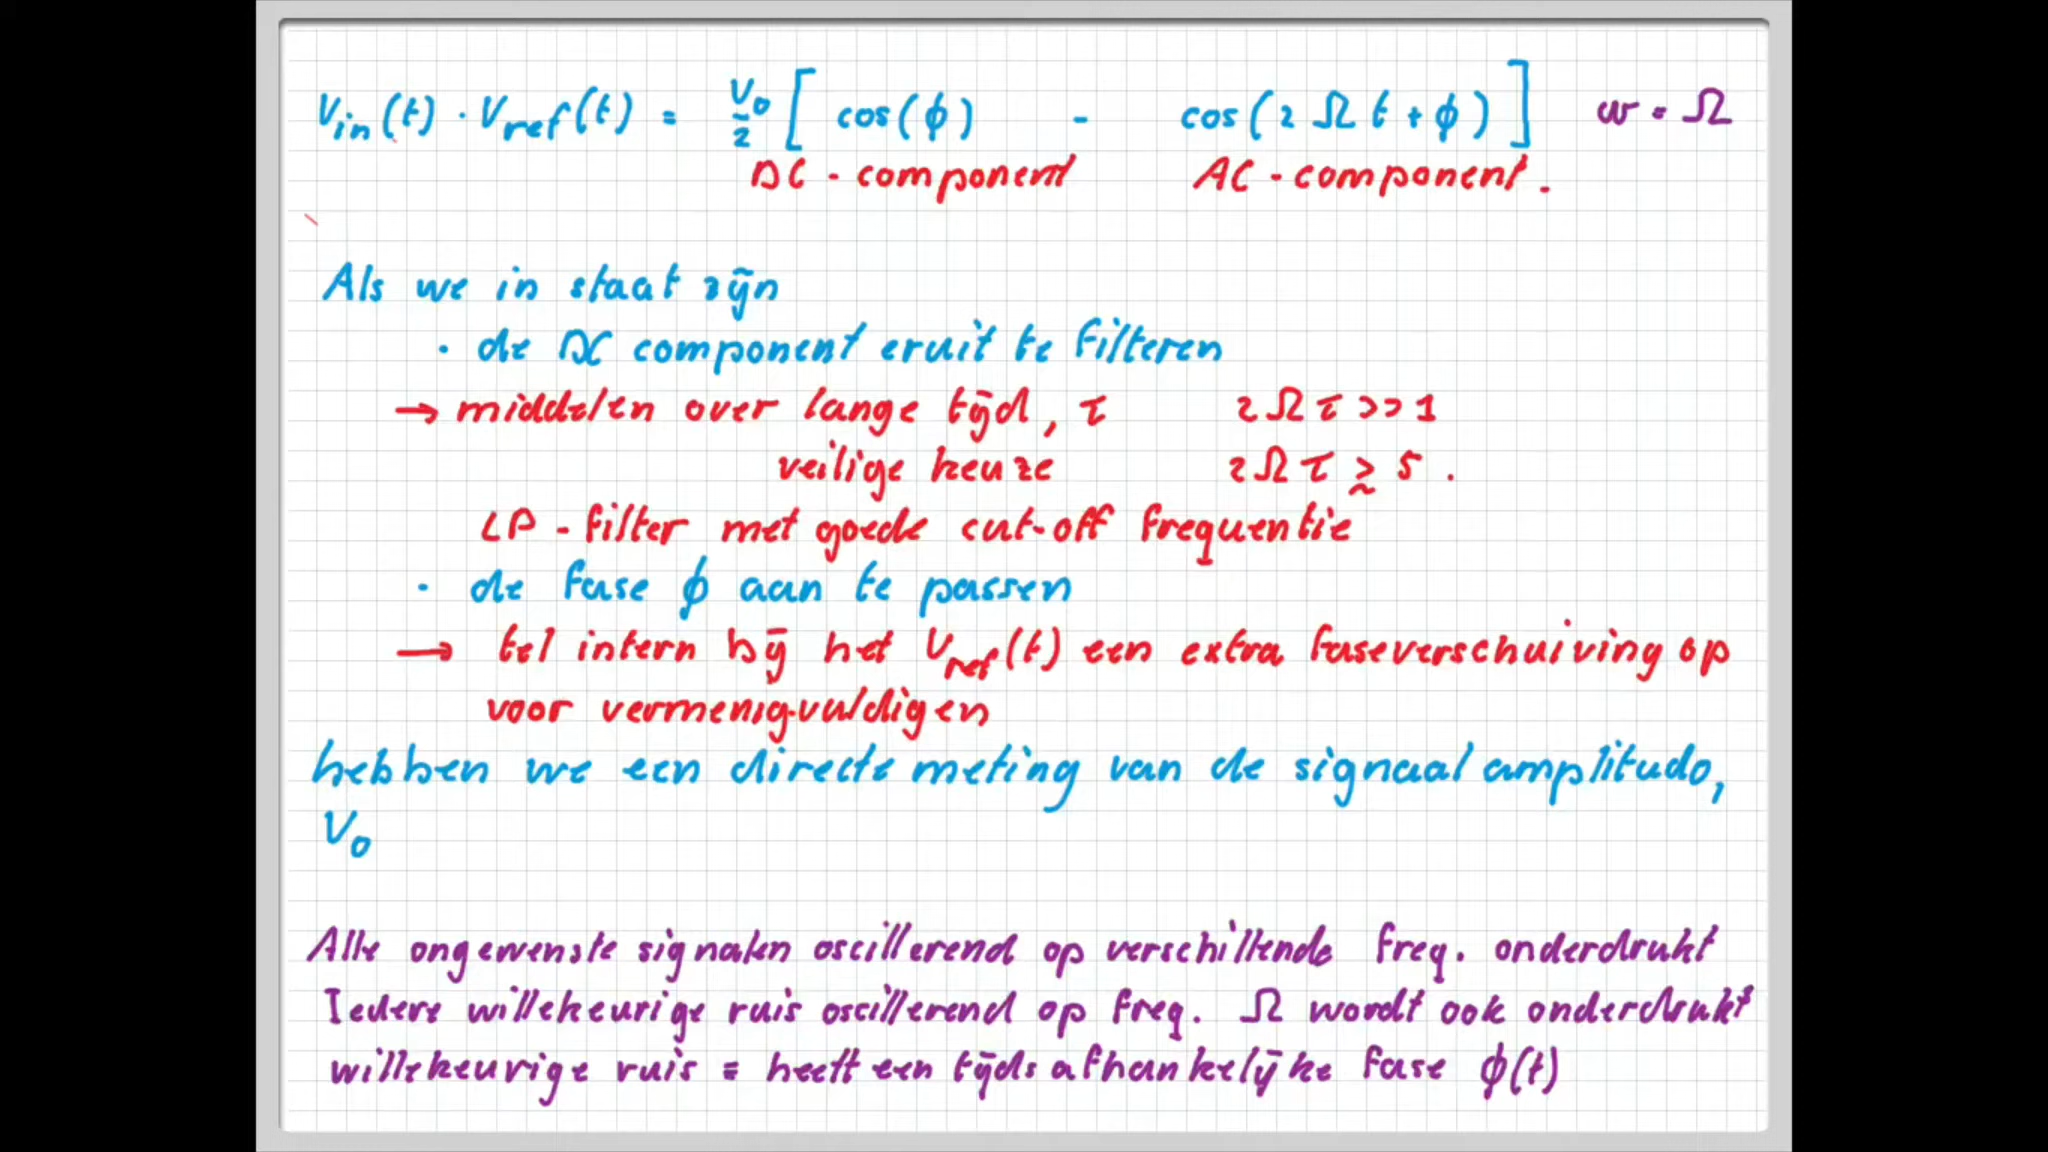 Vin(t) · Vref(t) = V0/2 [ cos(ϕ) - cos(2Ωt + ϕ) ] ω = Ω
DC - component AC - component.
Als we in staat zijn
· de DC component eruit te filteren
→ middelen over lange tijd, τ 2Ωτ >> 1
veilige keuze 2Ωτ ≳ 5.
LP - filter met goede cut-off frequentie
· de fase ϕ aan te passen
→ tel intern bij het Vref(t) een extra faseverschuiving op
voor vermenigvuldigen
hebben we een directe meting van de signaal amplitudo,
V0
Alle ongewenste signalen oscillerend op verschillende freq. onderdrukt
Iedere willekeurige ruis oscillerend op freq. Ω wordt ook onderdrukt
willekeurige ruis = heeft een tijds afhankelijke fase ϕ(t)